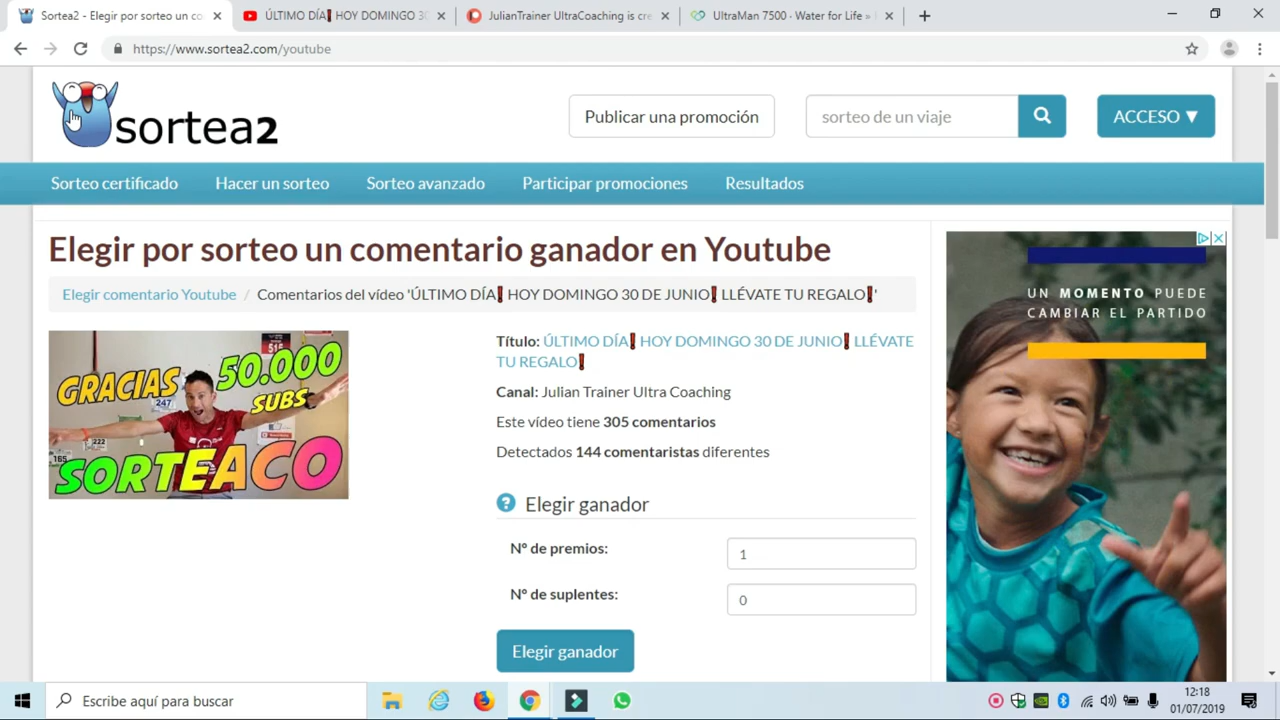 Sortea2 - Elegir por sorteo un co
ÚLTIMO DÍA❗ HOY DOMINGO 30
JulianTrainer UltraCoaching is cre
UltraMan 7500 · Water for Life »
https://www.sortea2.com/youtube
sortea2
Publicar una promoción
sorteo de un viaje
ACCESO ▼
Sorteo certificado
Hacer un sorteo
Sorteo avanzado
Participar promociones
Resultados
Elegir por sorteo un comentario ganador en Youtube
Elegir comentario Youtube / Comentarios del vídeo 'ÚLTIMO DÍA❗ HOY DOMINGO 30 DE JUNIO❗ LLÉVATE TU REGALO❗'
GRACIAS 50.000
SUBS
SORTEACO
515
247
222
165
Título: ÚLTIMO DÍA❗ HOY DOMINGO 30 DE JUNIO❗ LLÉVATE
TU REGALO❗
Canal: Julian Trainer Ultra Coaching
Este vídeo tiene 305 comentarios
Detectados 144 comentaristas diferentes
? Elegir ganador
Nº de premios:
1
Nº de suplentes:
0
Elegir ganador
UN MOMENTO PUEDE
CAMBIAR EL PARTIDO
Escribe aquí para buscar
12:18
01/07/2019